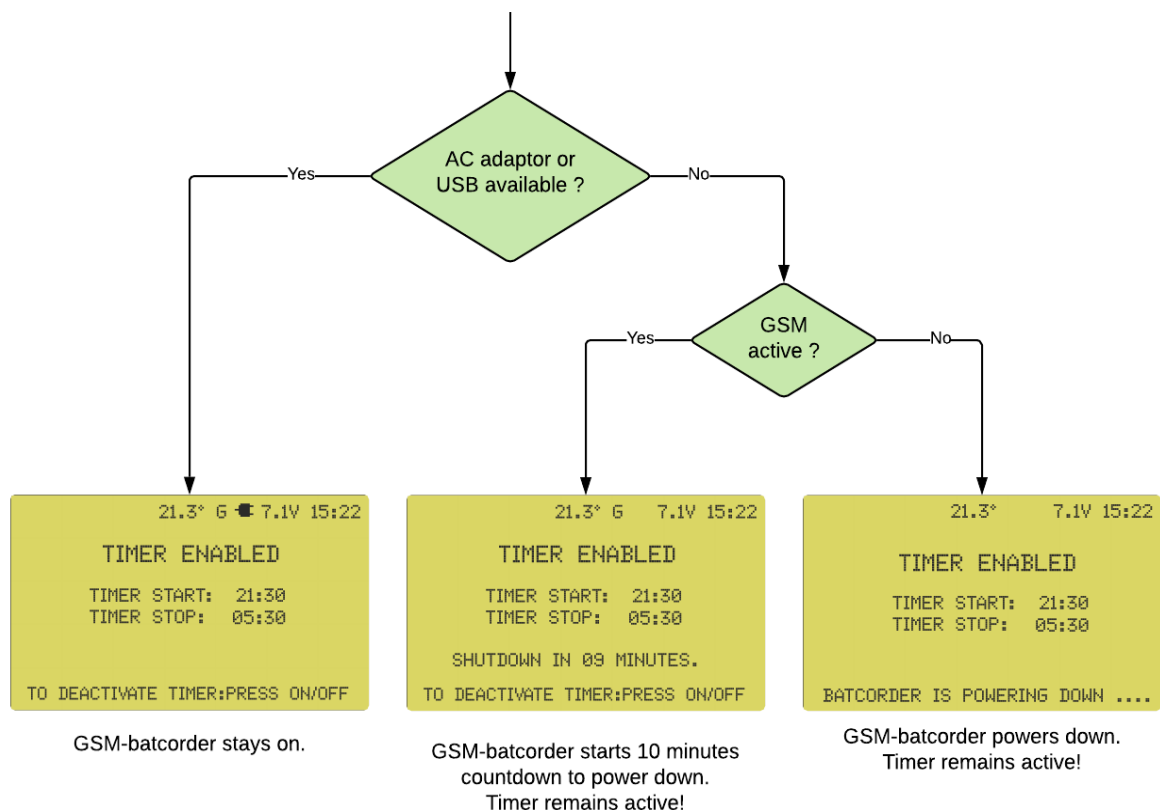 AC adaptor or
USB available ?
Yes
No
GSM
active ?
Yes
No
21.3° G 7.1V 15:22
TIMER ENABLED
TIMER START: 21:30
TIMER STOP: 05:30
TO DEACTIVATE TIMER:PRESS ON/OFF
GSM-batcorder stays on.
21.3° G 7.1V 15:22
TIMER ENABLED
TIMER START: 21:30
TIMER STOP: 05:30
SHUTDOWN IN 09 MINUTES.
TO DEACTIVATE TIMER:PRESS ON/OFF
GSM-batcorder starts 10 minutes
countdown to power down.
Timer remains active!
21.3° 7.1V 15:22
TIMER ENABLED
TIMER START: 21:30
TIMER STOP: 05:30
BATCORDER IS POWERING DOWN ....
GSM-batcorder powers down.
Timer remains active!